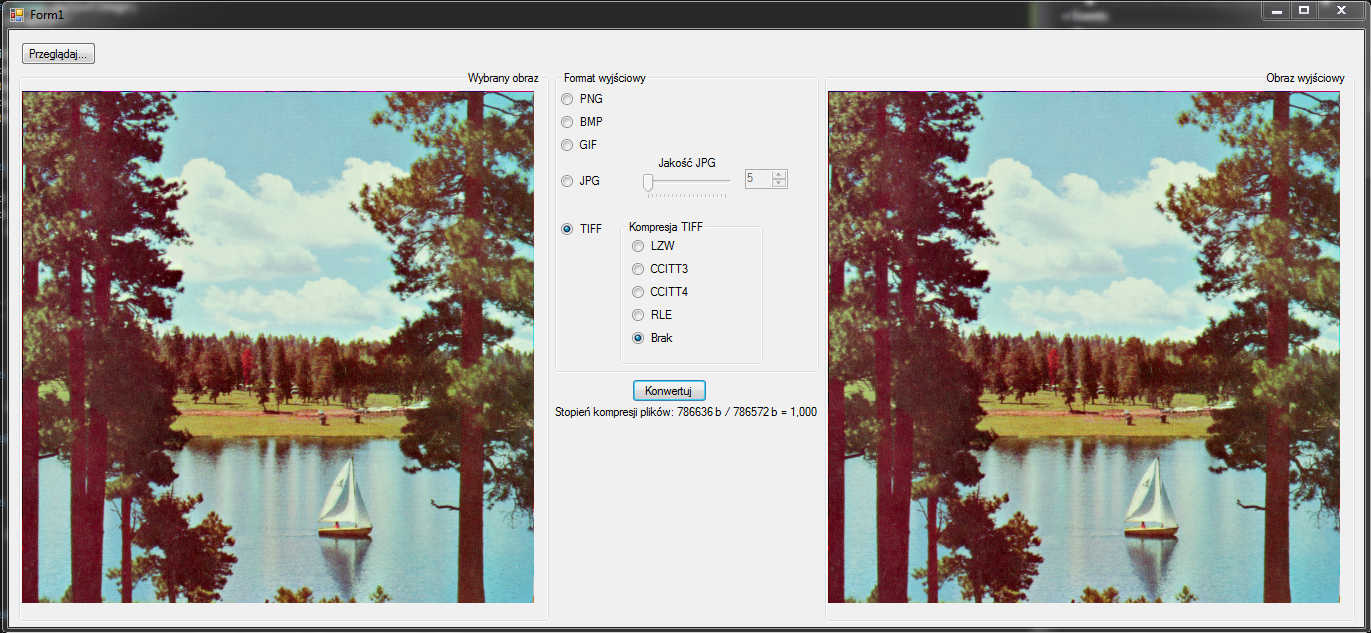 Form1
Przeglądaj...
Wybrany obraz
Format wyjściowy
Obraz wyjściowy
PNG
BMP
GIF
Jakość JPG
JPG
5
TIFF
Kompresja TIFF
LZW
CCITT3
CCITT4
RLE
Brak
Konwertuj
Stopień kompresji plików: 786636 b / 786572 b = 1,000